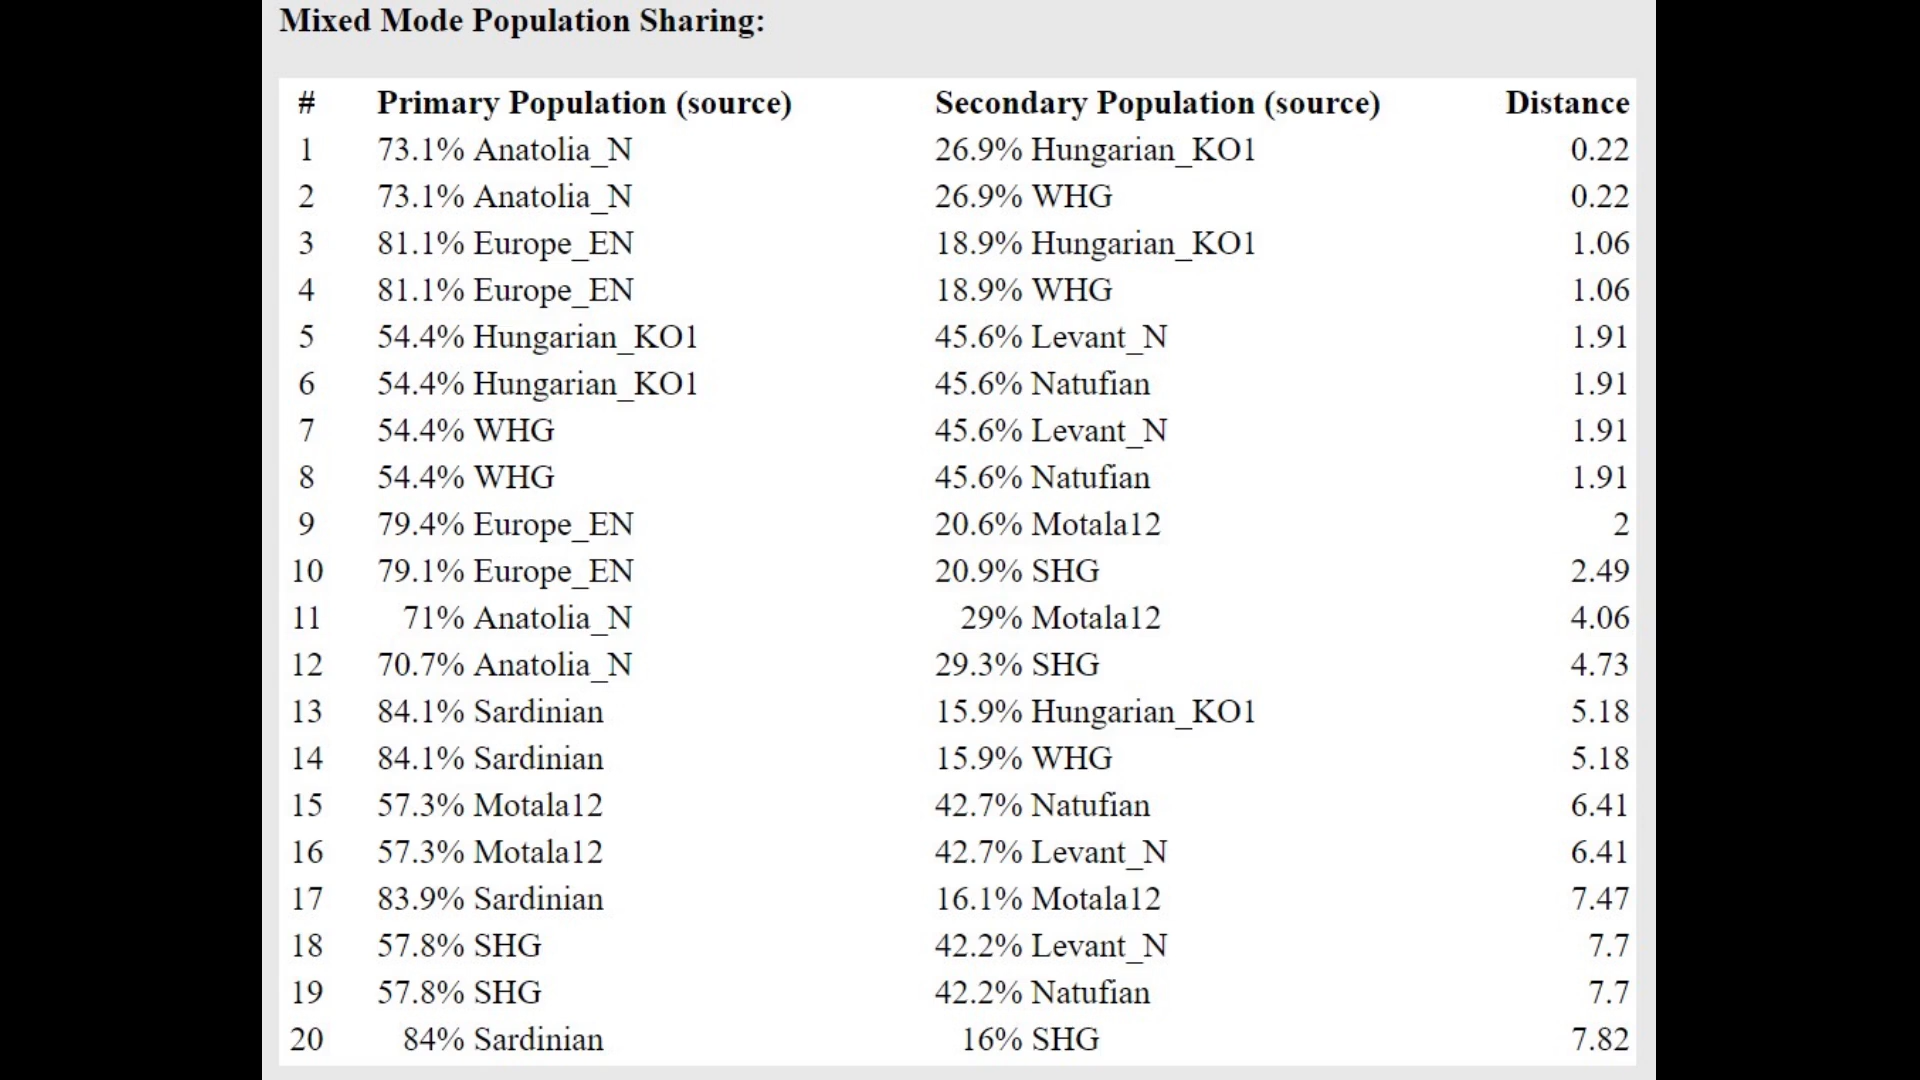 Mixed Mode Population Sharing:
# Primary Population (source) Secondary Population (source) Distance
1 73.1% Anatolia_N 26.9% Hungarian_KO1 0.22
2 73.1% Anatolia_N 26.9% WHG 0.22
3 81.1% Europe_EN 18.9% Hungarian_KO1 1.06
4 81.1% Europe_EN 18.9% WHG 1.06
5 54.4% Hungarian_KO1 45.6% Levant_N 1.91
6 54.4% Hungarian_KO1 45.6% Natufian 1.91
7 54.4% WHG 45.6% Levant_N 1.91
8 54.4% WHG 45.6% Natufian 1.91
9 79.4% Europe_EN 20.6% Motala12 2
10 79.1% Europe_EN 20.9% SHG 2.49
11 71% Anatolia_N 29% Motala12 4.06
12 70.7% Anatolia_N 29.3% SHG 4.73
13 84.1% Sardinian 15.9% Hungarian_KO1 5.18
14 84.1% Sardinian 15.9% WHG 5.18
15 57.3% Motala12 42.7% Natufian 6.41
16 57.3% Motala12 42.7% Levant_N 6.41
17 83.9% Sardinian 16.1% Motala12 7.47
18 57.8% SHG 42.2% Levant_N 7.7
19 57.8% SHG 42.2% Natufian 7.7
20 84% Sardinian 16% SHG 7.82